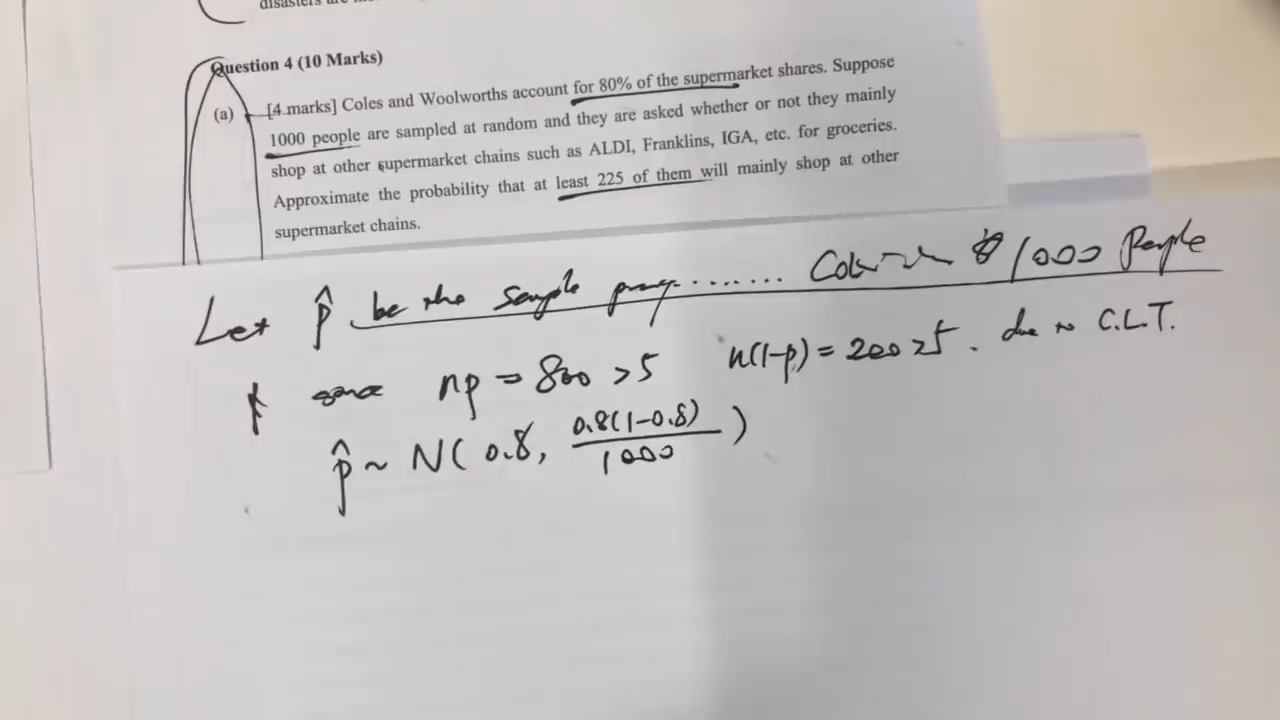 disasters are
Question 4 (10 Marks)
(a) [4 marks] Coles and Woolworths account for 80% of the supermarket shares. Suppose
1000 people are sampled at random and they are asked whether or not they mainly
shop at other supermarket chains such as ALDI, Franklins, IGA, etc. for groceries.
Approximate the probability that at least 225 of them will mainly shop at other
supermarket chains.
Let p̂ be the sample ........ 1000 People
since np = 800 >5 n(1-p) = 200 >5 . due to C.L.T.
p̂ ~ N( 0.8, 0.8(1-0.8)/1000 )